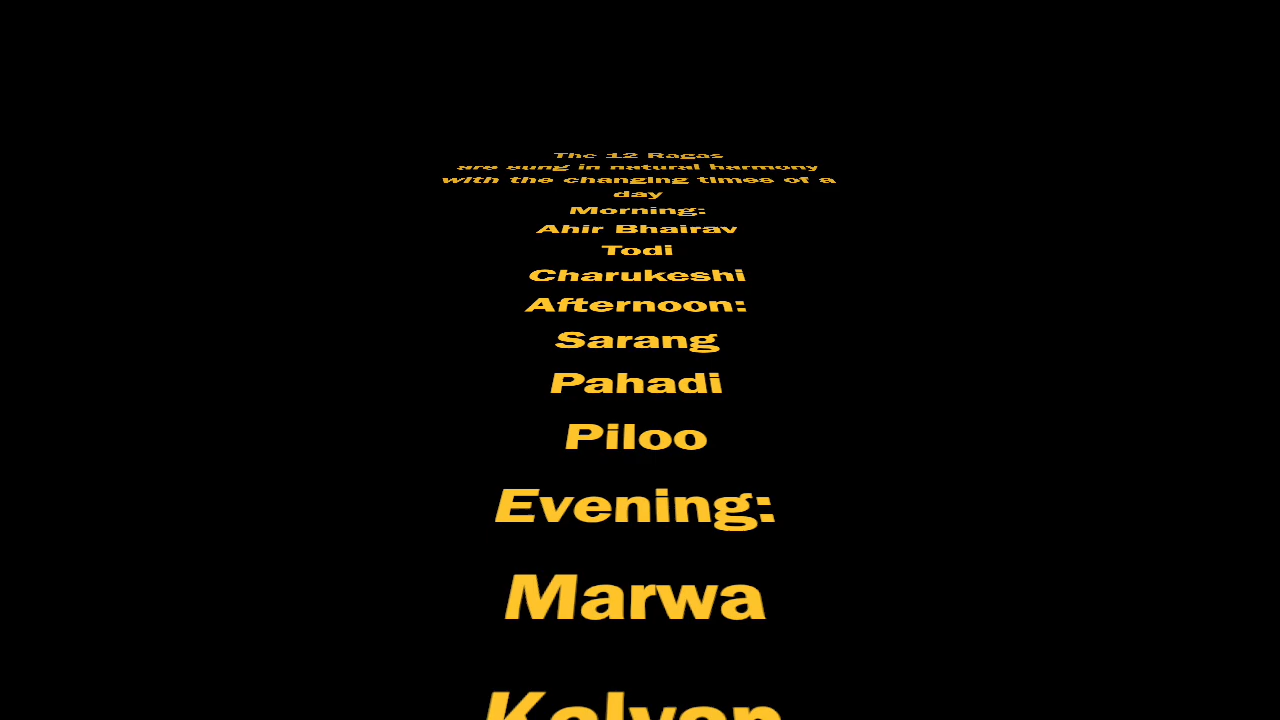 The 12 Ragas
are sung in natural harmony
with the changing times of a
day
Morning:
Ahir Bhairav
Todi
Charukeshi
Afternoon:
Sarang
Pahadi
Piloo
Evening:
Marwa
Kalyan